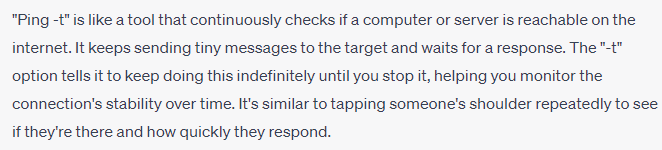 "Ping -t" is like a tool that continuously checks if a computer or server is reachable on the
internet. It keeps sending tiny messages to the target and waits for a response. The "-t"
option tells it to keep doing this indefinitely until you stop it, helping you monitor the
connection's stability over time. It's similar to tapping someone's shoulder repeatedly to see
if they're there and how quickly they respond.